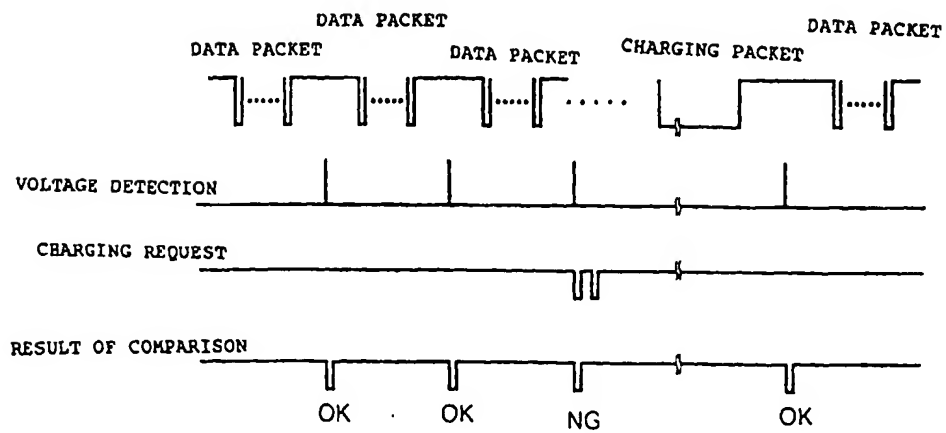 DATA PACKET
DATA PACKET
DATA PACKET
CHARGING PACKET
DATA PACKET
VOLTAGE DETECTION
CHARGING REQUEST
RESULT OF COMPARISON
OK
OK
NG
OK